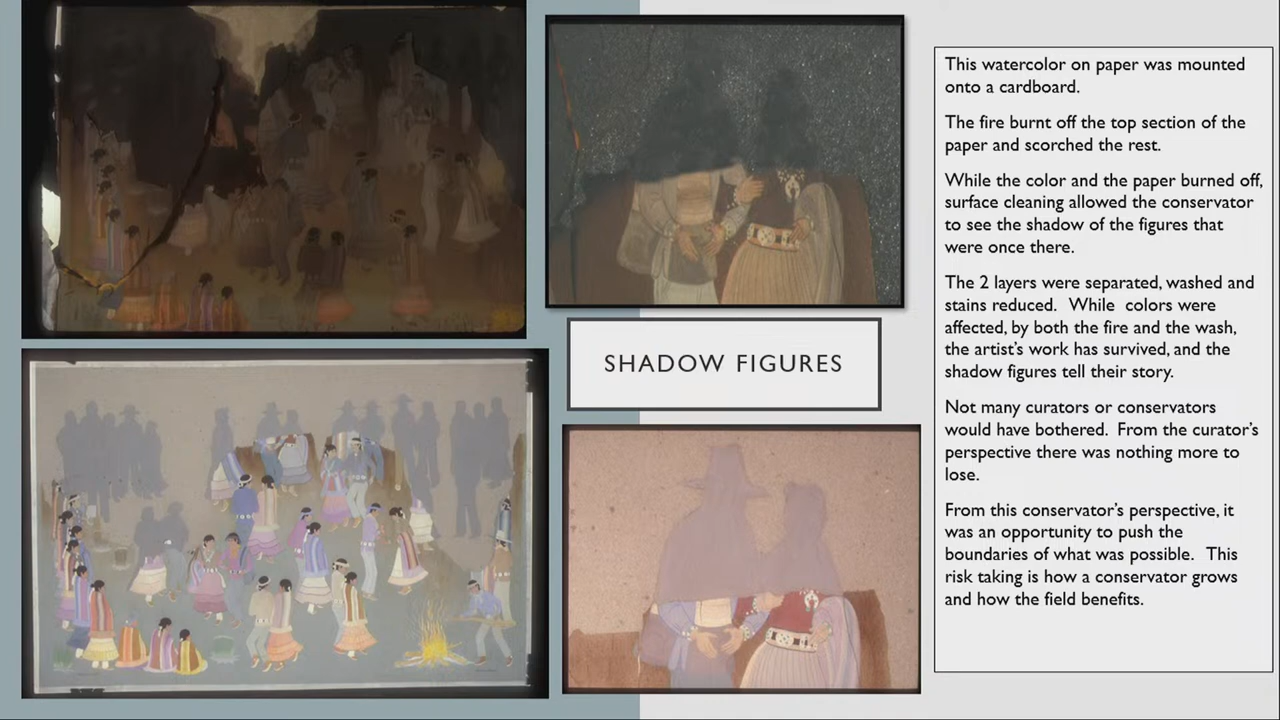 SHADOW FIGURES
This watercolor on paper was mounted
onto a cardboard.
The fire burnt off the top section of the
paper and scorched the rest.
While the color and the paper burned off,
surface cleaning allowed the conservator
to see the shadow of the figures that
were once there.
The 2 layers were separated, washed and
stains reduced.  While  colors were
affected, by both the fire and the wash,
the artist’s work has survived, and the
shadow figures tell their story.
Not many curators or conservators
would have bothered.  From the curator’s
perspective there was nothing more to
lose.
From this conservator’s perspective, it
was an opportunity to push the
boundaries of what was possible.   This
risk taking is how a conservator grows
and how the field benefits.